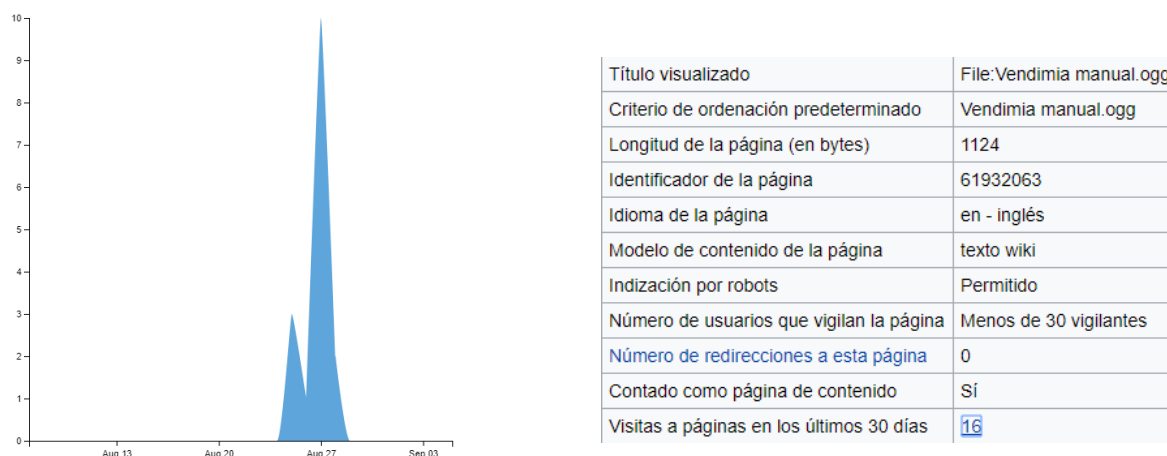 10
9
8
7
6
5
4
3
2
1
0
Aug 13 Aug 20 Aug 27 Sep 03
Título visualizado File:Vendimia manual.ogg
Criterio de ordenación predeterminado Vendimia manual.ogg
Longitud de la página (en bytes) 1124
Identificador de la página 61932063
Idioma de la página en - inglés
Modelo de contenido de la página texto wiki
Indización por robots Permitido
Número de usuarios que vigilan la página Menos de 30 vigilantes
Número de redirecciones a esta página 0
Contado como página de contenido Sí
Visitas a páginas en los últimos 30 días 16